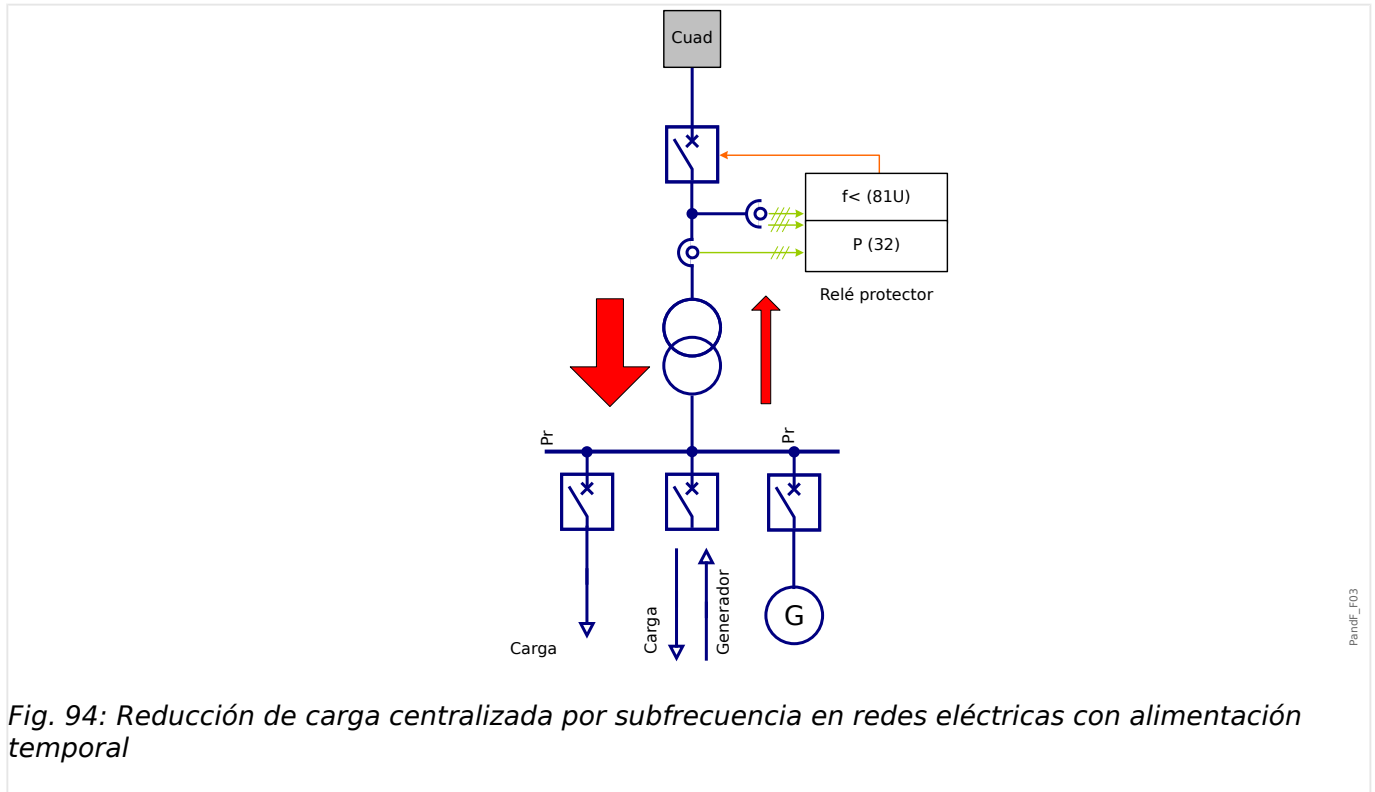 Cuad
f< (81U)
P (32)
Relé protector
Pr
Pr
Carga
Carga
Generador
G
PandF_F03
Fig. 94: Reducción de carga centralizada por subfrecuencia en redes eléctricas con alimentación
temporal